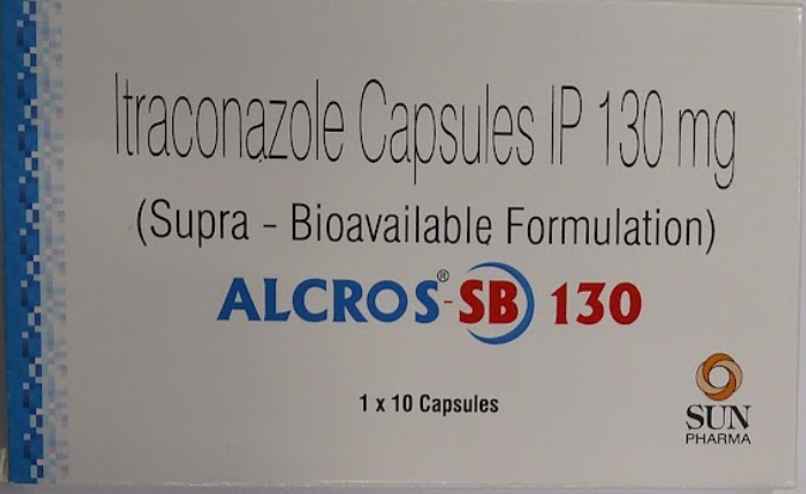 Itraconazole Capsules IP 130 mg
(Supra - Bioavailable Formulation)
ALCROS®-SB 130
1 x 10 Capsules
SUN
PHARMA